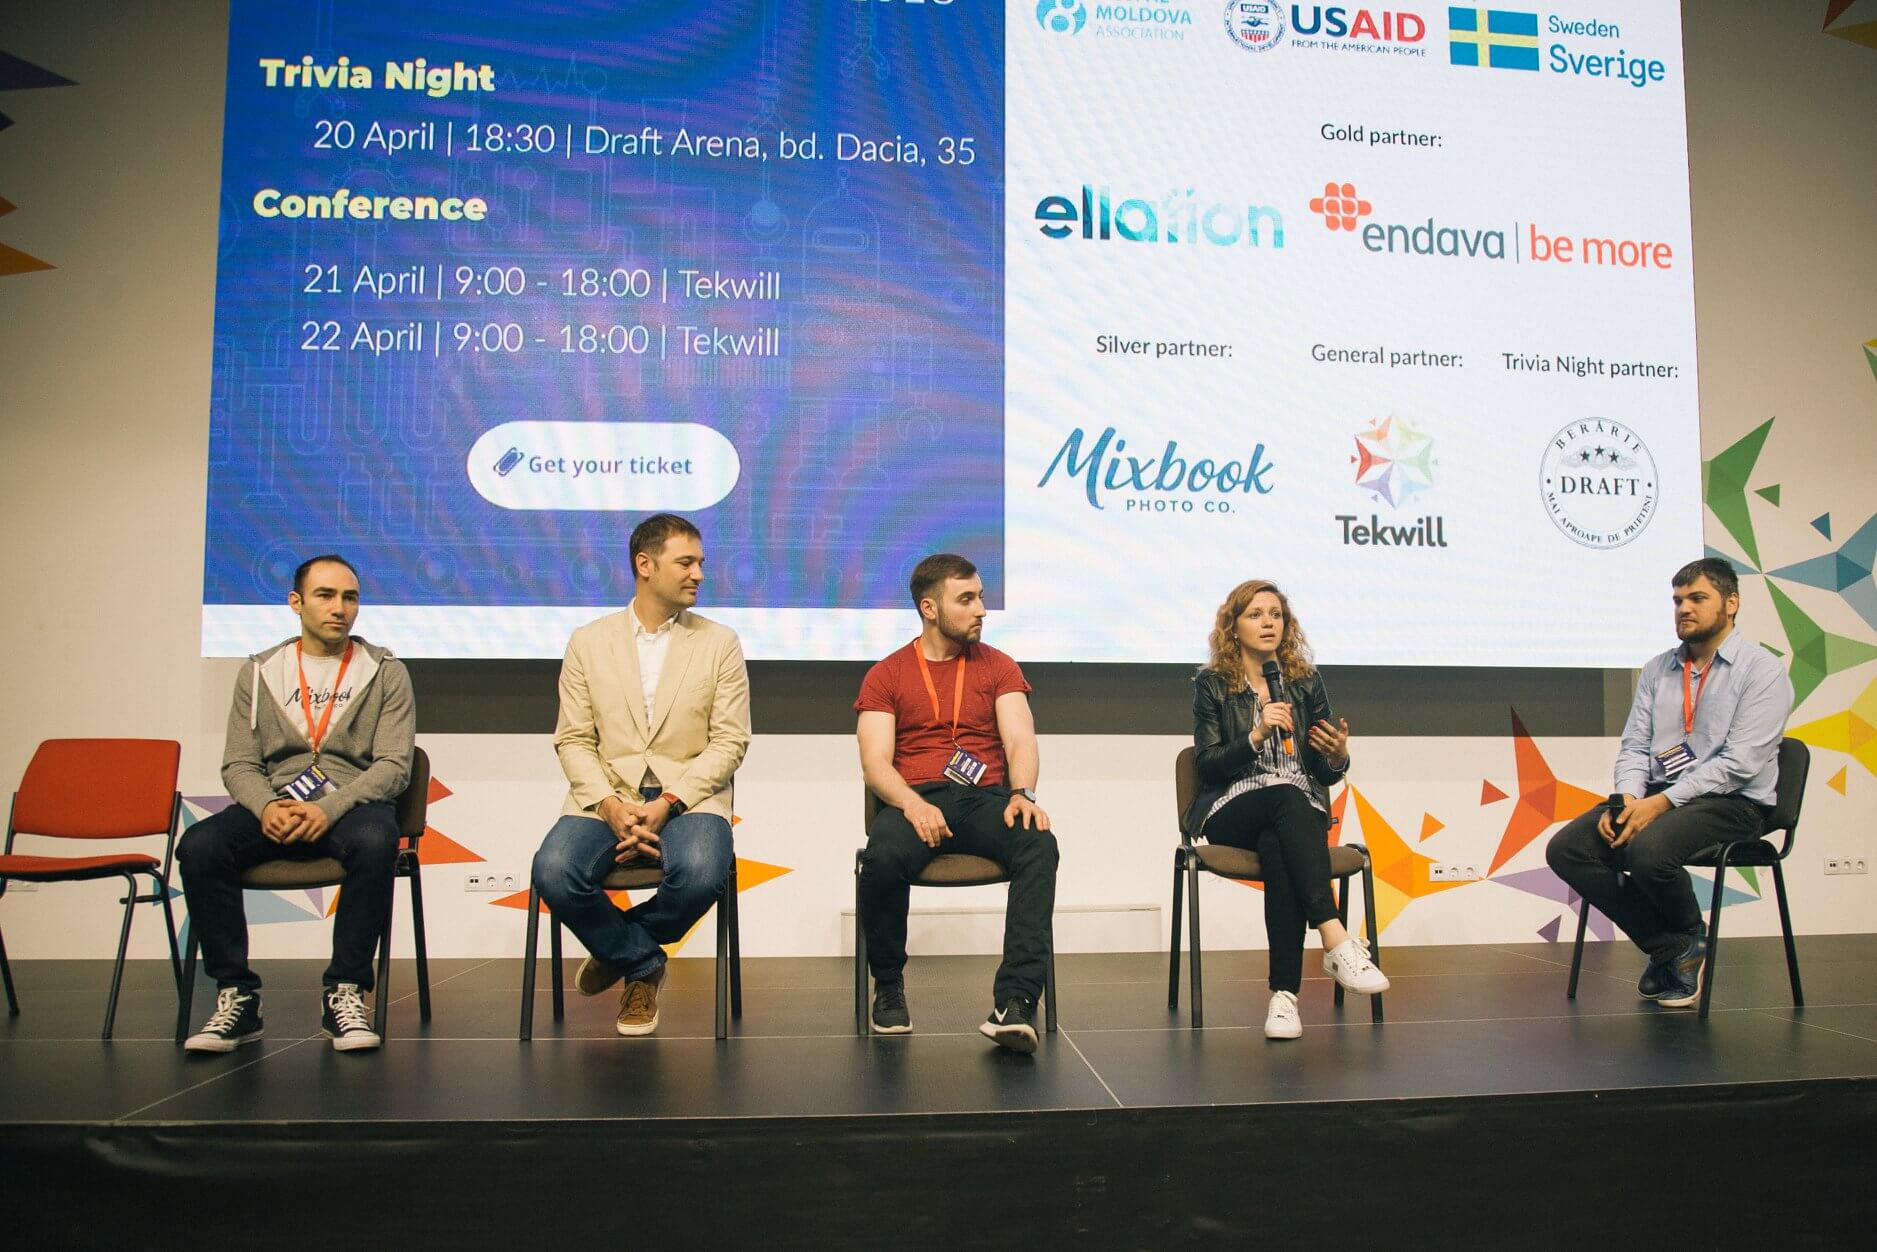 Trivia Night
20 April | 18:30 | Draft Arena, bd. Dacia, 35
Conference
21 April | 9:00 - 18:00 | Tekwill
22 April | 9:00 - 18:00 | Tekwill
Get your ticket
MOLDOVA
ASSOCIATION
USAID
FROM THE AMERICAN PEOPLE
Sweden
Sverige
Gold partner:
ellation
endava | be more
Silver partner:
General partner:
Trivia Night partner:
Mixbook
PHOTO CO.
Tekwill
BERĂRIE
DRAFT
MAI APROAPE DE PRIETENI
Mixbook